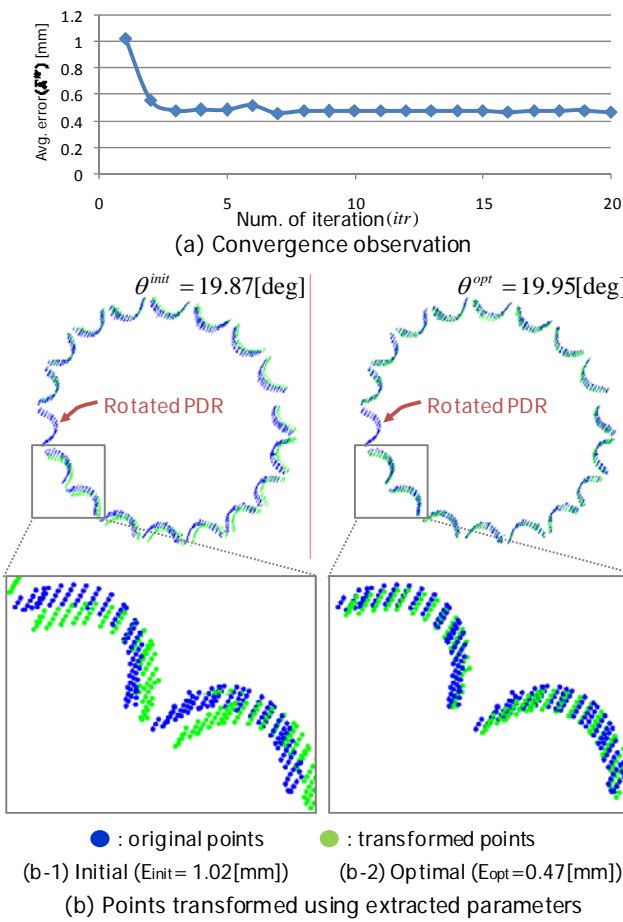 1.2
1
0.8
0.6
0.4
0.2
0
Avg. error [mm]
0 5 10 15 20
Num. of iteration(itr)
(a) Convergence observation
θ^init = 19.87[deg]
θ^opt = 19.95[deg]
Rotated PDR
Rotated PDR
: original points
: transformed points
(b-1) Initial (Einit= 1.02[mm])
(b-2) Optimal (Eopt=0.47[mm])
(b) Points transformed using extracted parameters